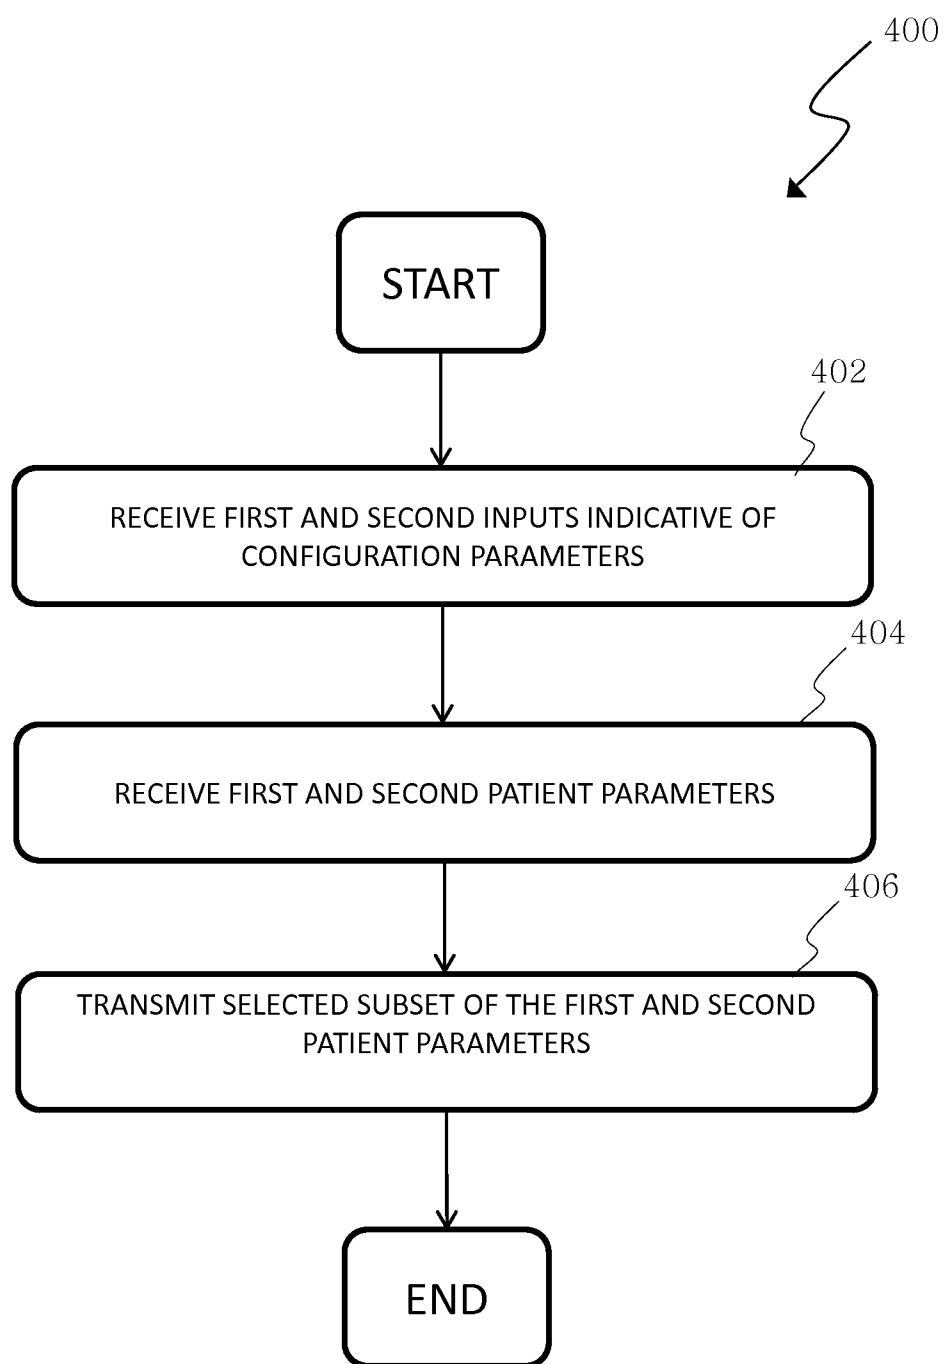 400
START
402
RECEIVE FIRST AND SECOND INPUTS INDICATIVE OF
CONFIGURATION PARAMETERS
404
RECEIVE FIRST AND SECOND PATIENT PARAMETERS
406
TRANSMIT SELECTED SUBSET OF THE FIRST AND SECOND
PATIENT PARAMETERS
END